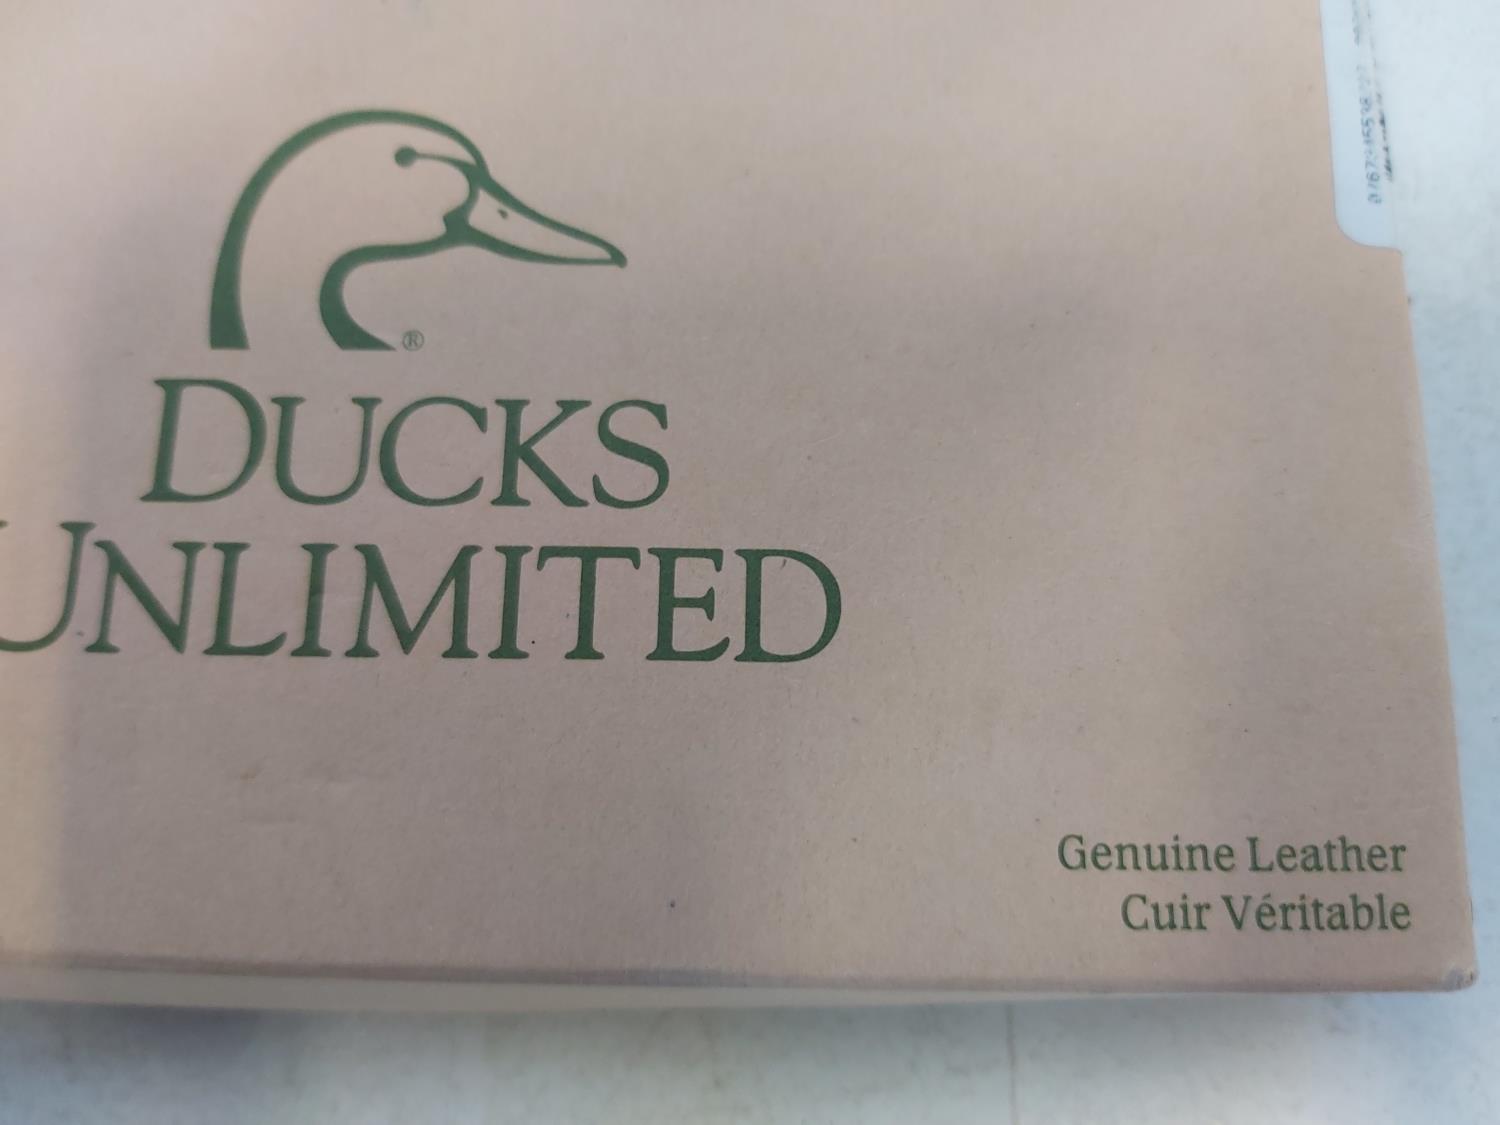 ®
DUCKS
UNLIMITED
Genuine Leather
Cuir Véritable